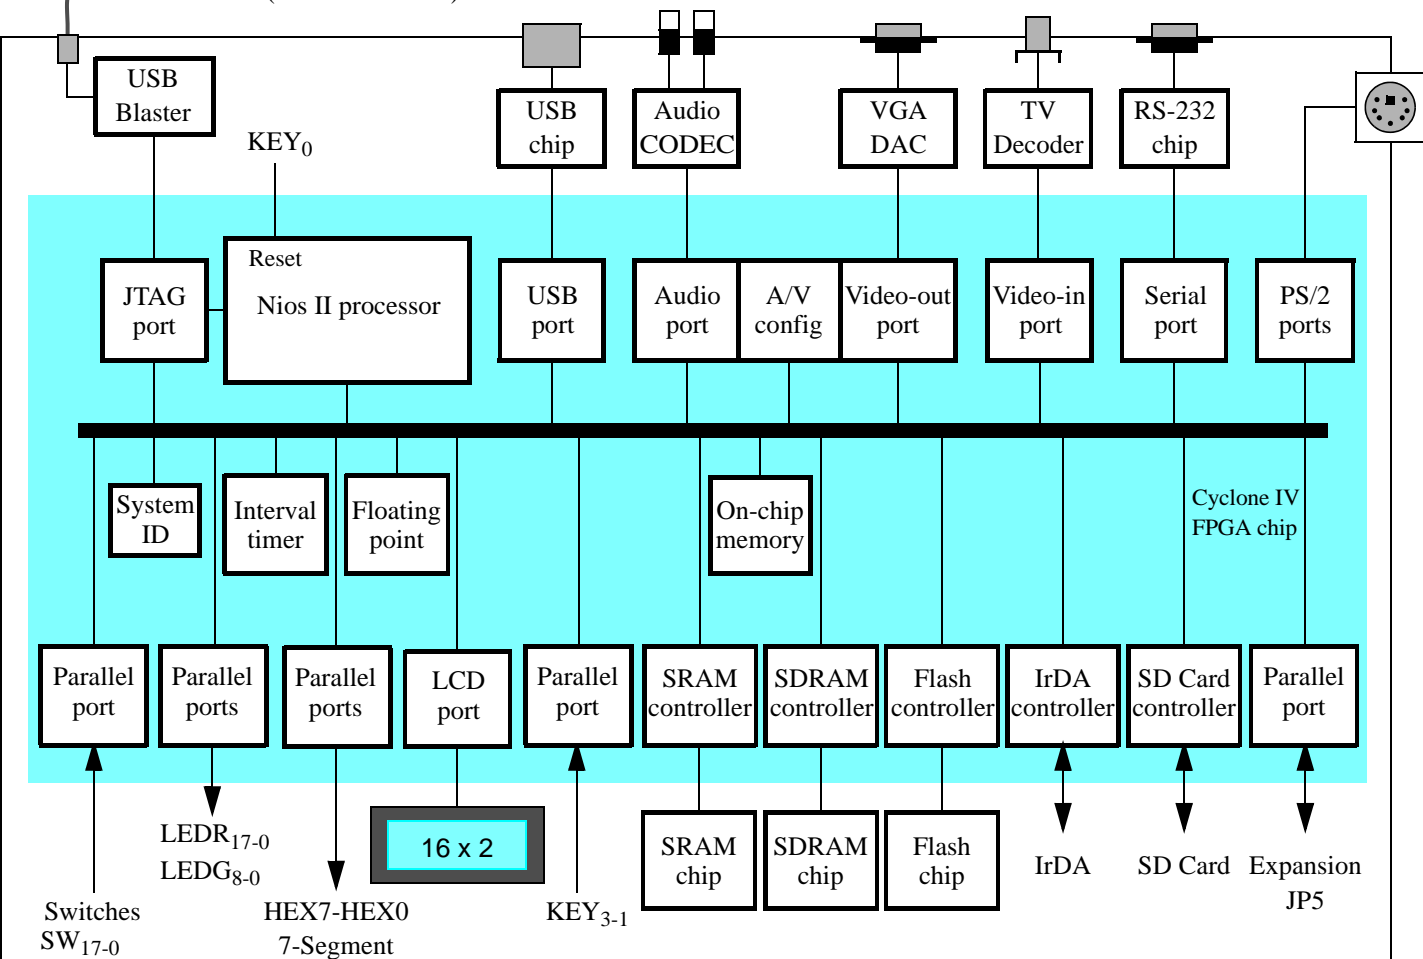 USB
Blaster
KEY0
USB
chip
Audio
CODEC
VGA
DAC
TV
Decoder
RS-232
chip
Reset
Nios II processor
JTAG
port
USB
port
Audio
port
A/V
config
Video-out
port
Video-in
port
Serial
port
PS/2
ports
System
ID
Interval
timer
Floating
point
On-chip
memory
Cyclone IV
FPGA chip
Parallel
port
Parallel
ports
Parallel
ports
LCD
port
Parallel
port
SRAM
controller
SDRAM
controller
Flash
controller
IrDA
controller
SD Card
controller
Parallel
port
LEDR17-0
LEDG8-0
16 x 2
SRAM
chip
SDRAM
chip
Flash
chip
IrDA
SD Card
Expansion
JP5
Switches
SW17-0
HEX7-HEX0
7-Segment
KEY3-1